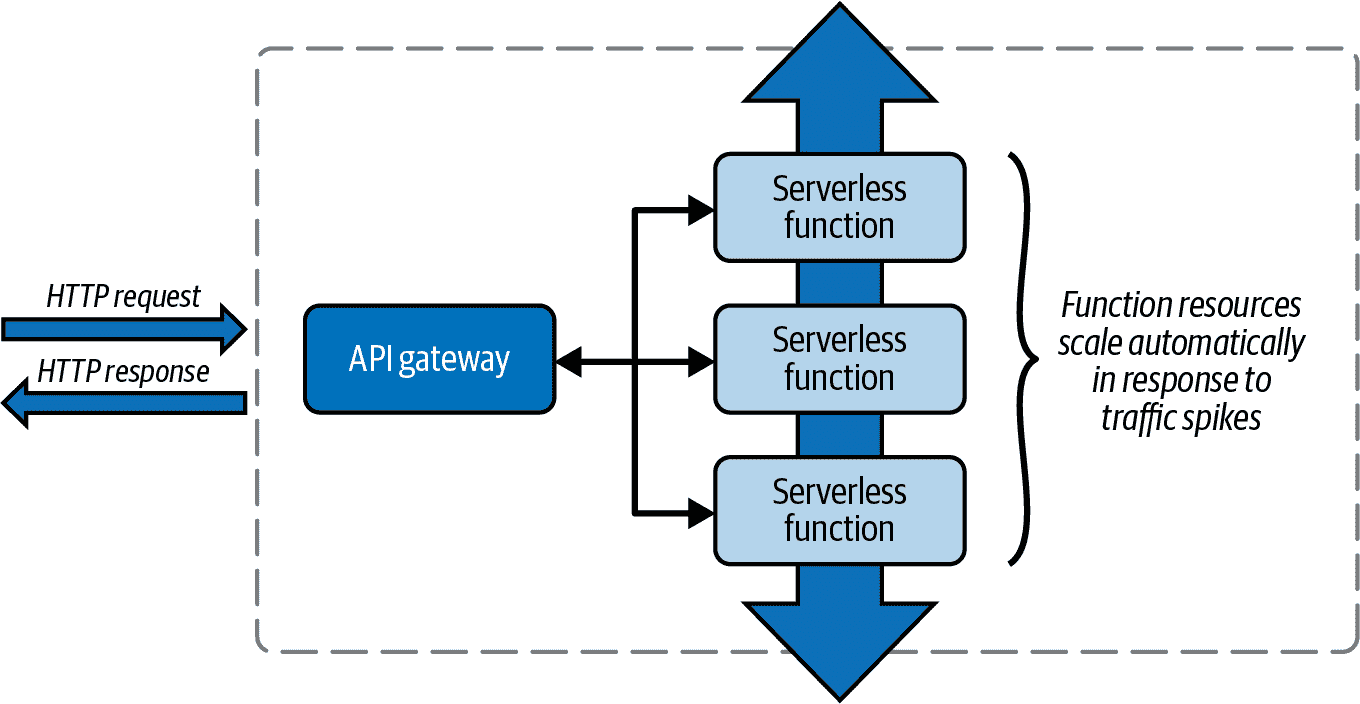 HTTP request
HTTP response
API gateway
Serverless
function
Serverless
function
Serverless
function
Function resources
scale automatically
in response to
traffic spikes